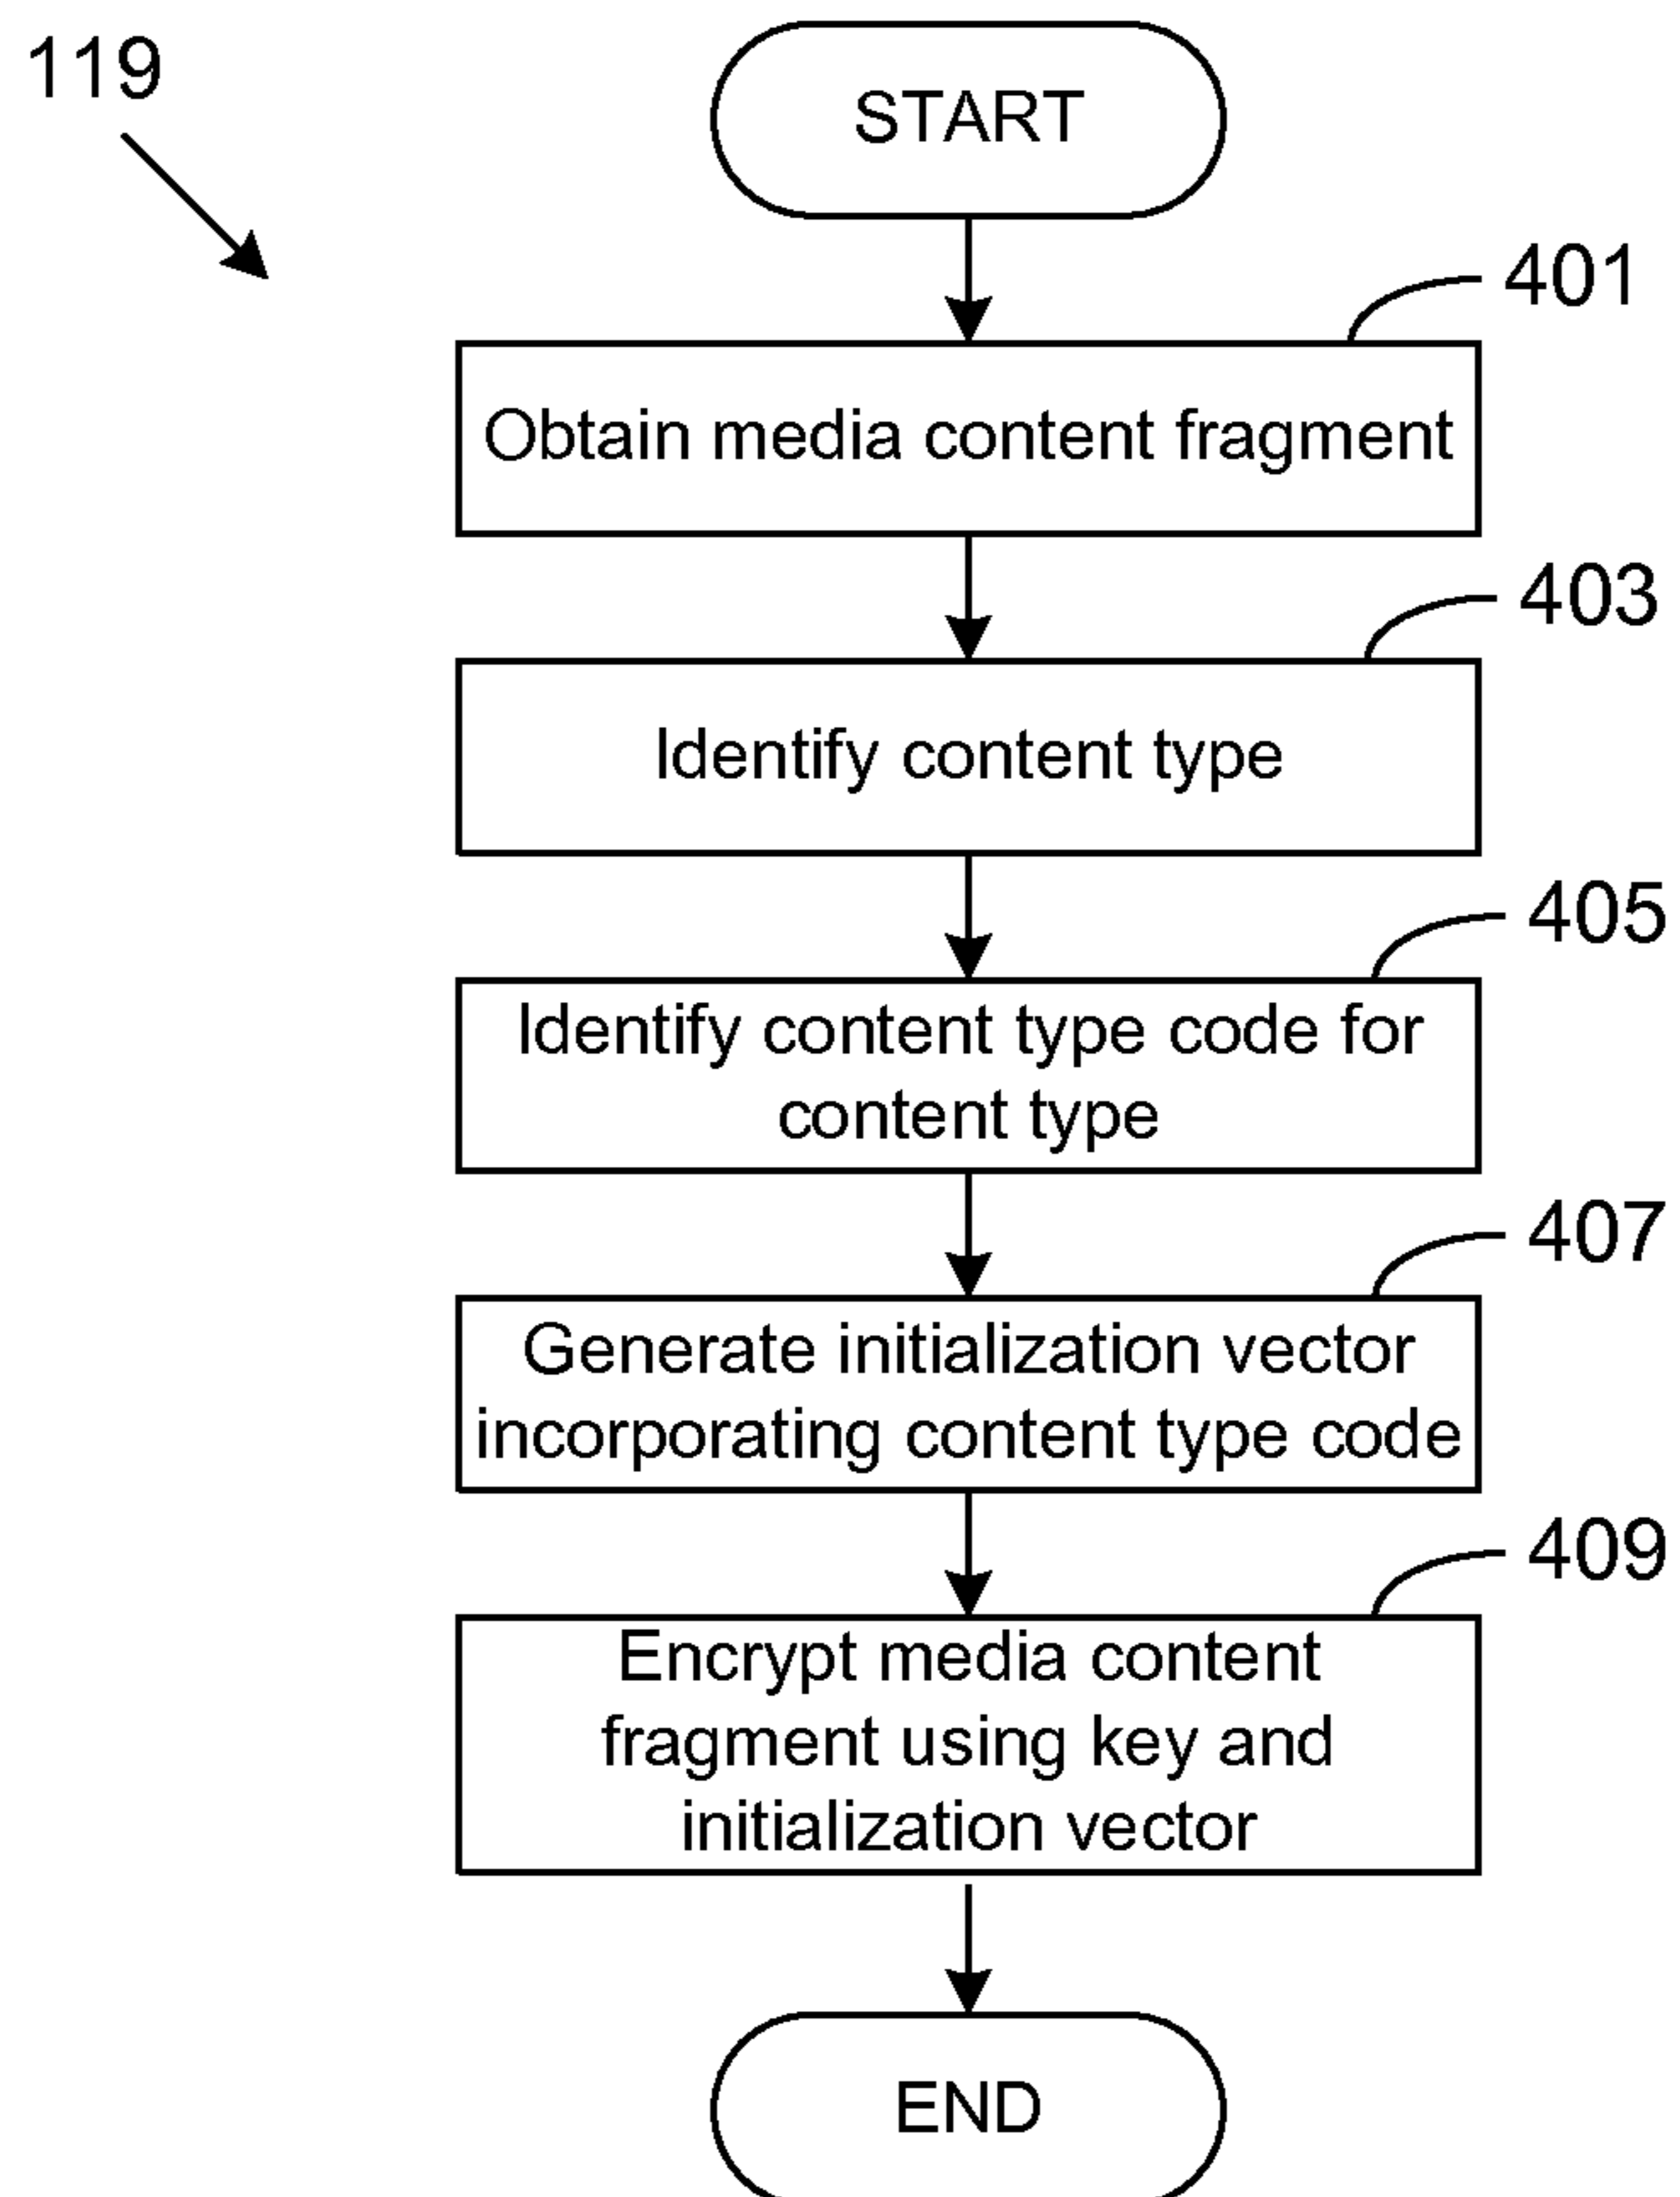 119
START
401
Obtain media content fragment
403
Identify content type
405
Identify content type code for
content type
407
Generate initialization vector
incorporating content type code
409
Encrypt media content
fragment using key and
initialization vector
END